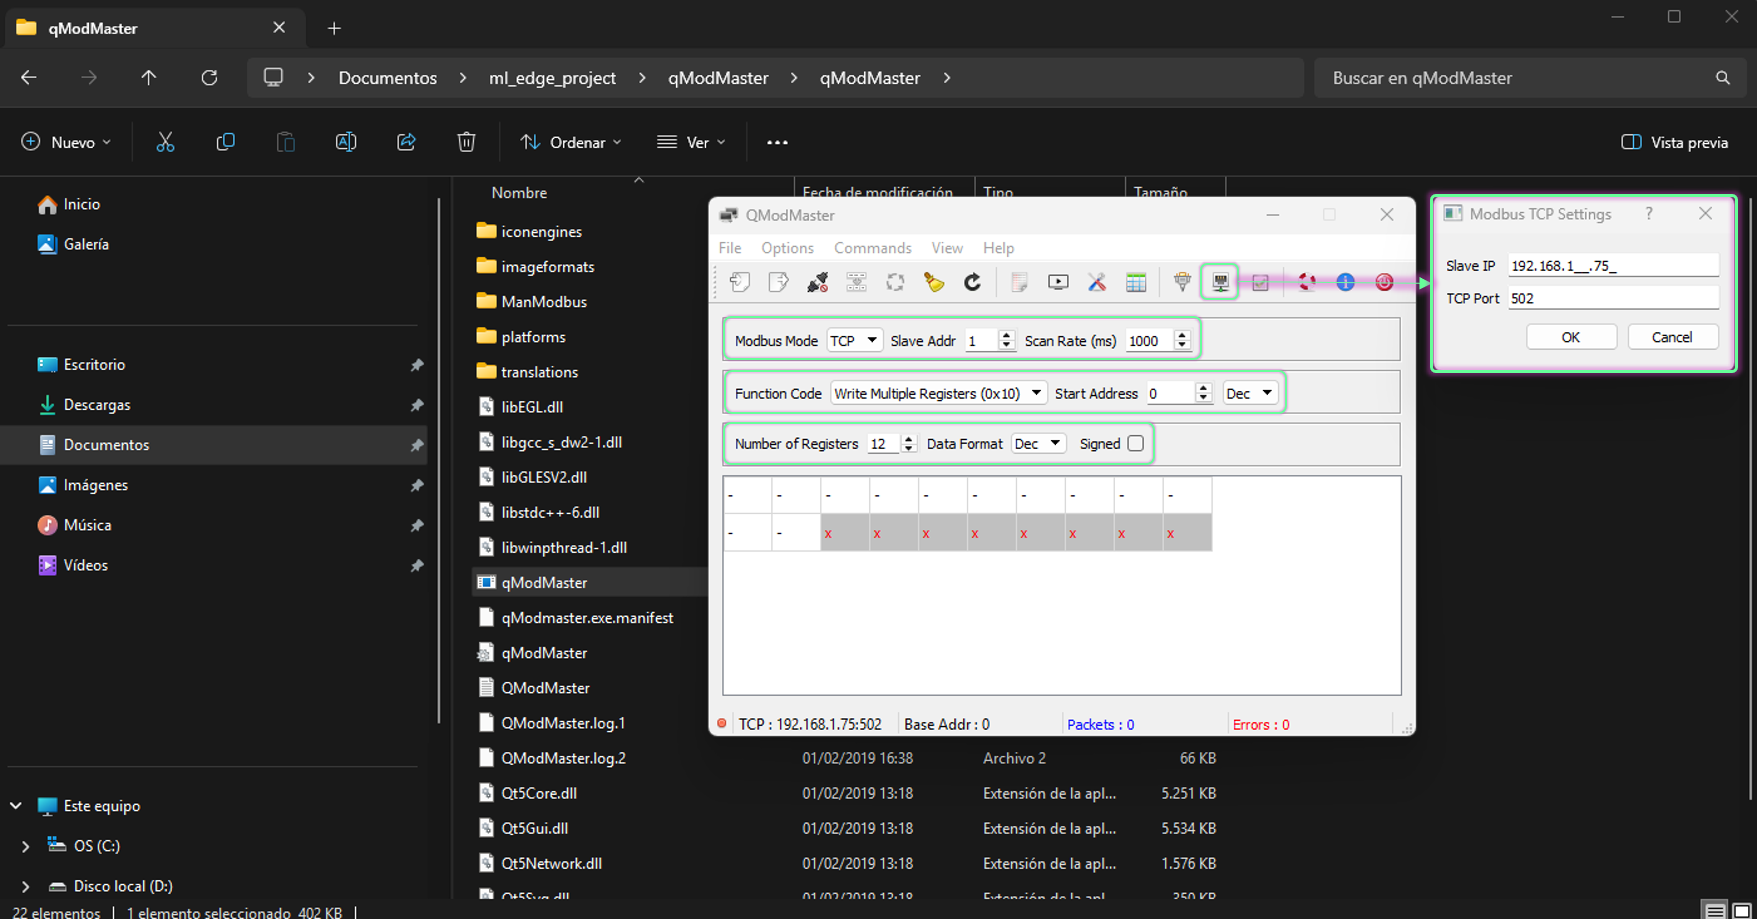 qModMaster
Documentos > ml_edge_project > qModMaster > qModMaster >
Buscar en qModMaster
Nuevo
Ordenar
Ver
Vista previa
Inicio
Galería
Escritorio
Descargas
Documentos
Imágenes
Música
Vídeos
Este equipo
OS (C:)
Disco local (D:)
22 elementos | 1 elemento seleccionado 402 KB |
Nombre
Fecha de modificación
Tipo
Tamaño
iconengines
imageformats
ManModbus
platforms
translations
libEGL.dll
libgcc_s_dw2-1.dll
libGLESV2.dll
libstdc++-6.dll
libwinpthread-1.dll
qModMaster
qModmaster.exe.manifest
qModMaster
QModMaster
QModMaster.log.1
QModMaster.log.2 01/02/2019 16:38 Archivo 2 66 KB
Qt5Core.dll 01/02/2019 13:18 Extensión de la apl... 5.251 KB
Qt5Gui.dll 01/02/2019 13:18 Extensión de la apl... 5.534 KB
Qt5Network.dll 01/02/2019 13:18 Extensión de la apl... 1.576 KB
Qt5Svg.dll 01/02/2019 13:18 Extensión de la apl... 350 KB
QModMaster
File Options Commands View Help
Modbus Mode TCP Slave Addr 1 Scan Rate (ms) 1000
Function Code Write Multiple Registers (0x10) Start Address 0 Dec
Number of Registers 12 Data Format Dec Signed
- - - - - - - - - -
- - x x x x x x x x
TCP : 192.168.1.75:502 Base Addr : 0 Packets : 0 Errors : 0
Modbus TCP Settings ?
Slave IP 192.168.1__.75_
TCP Port 502
OK Cancel